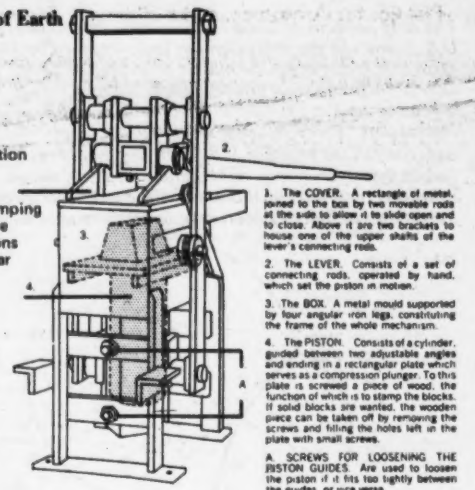 of Earth
tion
mping
re
ons
ar
2.
3.
4.
A
1. The COVER. A rectangle of metal,
joined to the box by two movable rods
at the side to allow it to slide open and
to close. Above it are two brackets to
house one of the upper shafts of the
lever's connecting rods.
2. The LEVER. Consists of a set of
connecting rods, operated by hand,
which set the piston in motion.
3. The BOX. A metal mould supported
by four angular iron legs, constituting
the frame of the whole mechanism.
4. The PISTON. Consists of a cylinder,
guided between two adjustable angles
and ending in a rectangular plate which
serves as a compression plunger. To this
plate is screwed a piece of wood, the
function of which is to stamp the blocks.
If solid blocks are wanted, the wooden
piece can be taken off by removing the
screws and filling the holes left in the
plate with small screws.
A. SCREWS FOR LOOSENING THE
PISTON GUIDES. Are used to loosen
the piston if it fits too tightly between
the guides, or vice versa.